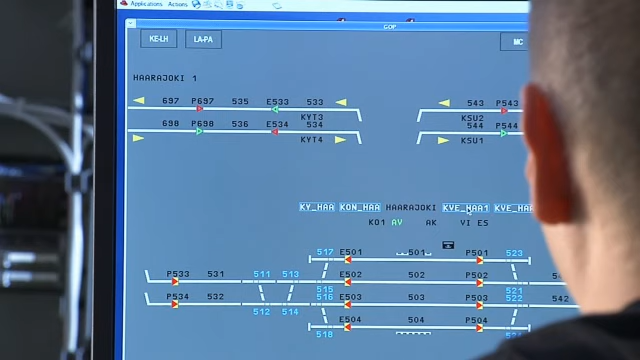 Applications Actions
GOP
KE-LH LA-PA MC
HAARAJOKI 1
697 P697 535 E533 533 543 P543
KYT3 KSU2
698 P698 536 E534 534 544 P544
KYT4 KSU1
KY_HAA KON_HAA HAARAJOKI KVE_HAA1 KVE_HAA
KO1 AV AK VI ES
517 E501 501 P501 523
P533 531 511 513 E502 502 P502
515 521
P534 532 516 E503 503 P503 522 542
512 514 E504 504 P504
518